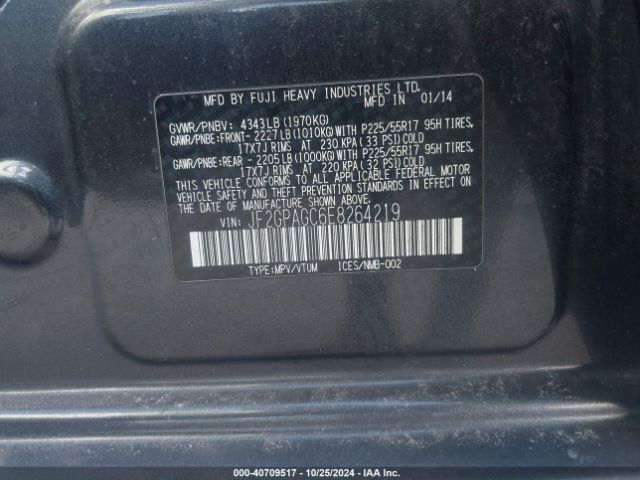 MFD BY FUJI HEAVY INDUSTRIES LTD.
MFD IN 01/14
GVWR/PNBV: 4343LB (1970KG)
GAWR/PNBE: FRONT- 2227LB (1010KG) WITH P225/55R17 95H TIRES,
17X7J RIMS AT 230 KPA (33 PSI) COLD
GAWR/PNBE: REAR - 2205LB (1000KG) WITH P225/55R17 95H TIRES,
17X7J RIMS AT 220 KPA (32 PSI) COLD
THIS VEHICLE CONFORMS TO ALL APPLICABLE FEDERAL MOTOR
VEHICLE SAFETY AND THEFT PREVENTION STANDARDS IN EFFECT ON
THE DATE OF MANUFACTURE SHOWN ABOVE.
VIN: JF2GPAGC6E8264219
TYPE:MPV/VTUM ICES/NMB-002
000-40709517 - 10/25/2024 - IAA Inc.